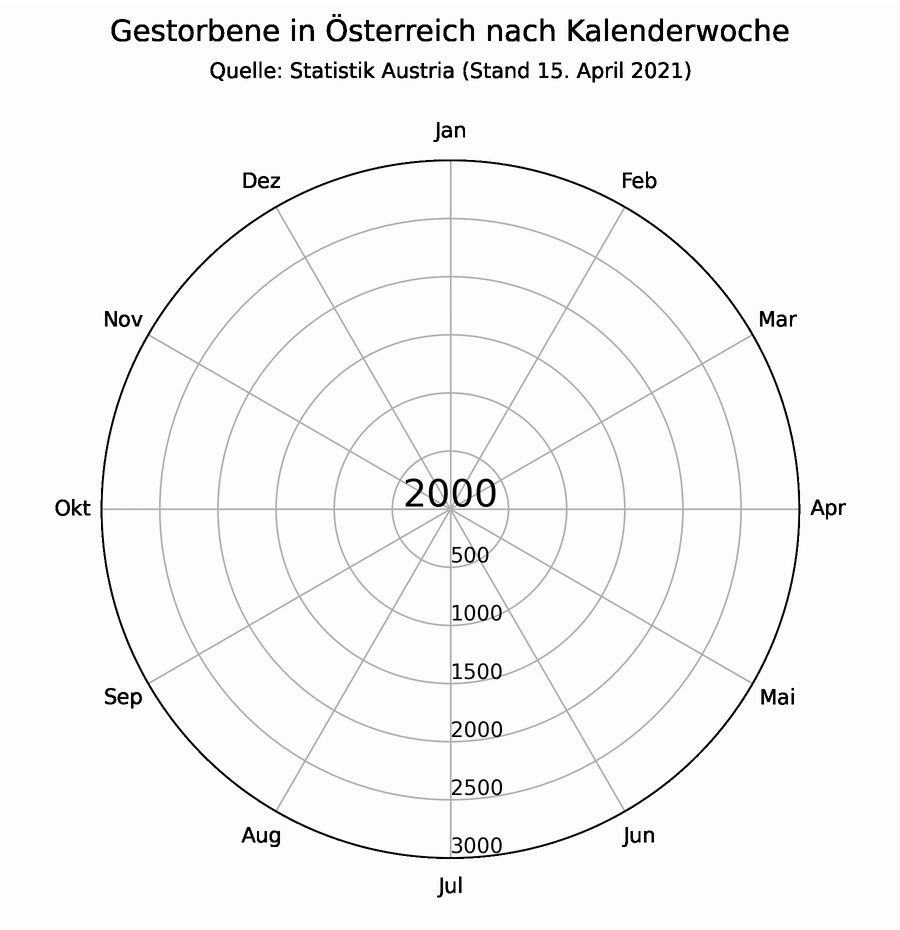 Gestorbene in Österreich nach Kalenderwoche
Quelle: Statistik Austria (Stand 15. April 2021)
Jan
Dez
Feb
Nov
Mar
2000
Okt
Apr
500
1000
1500
Sep
Mai
2000
2500
Aug
Jun
3000
Jul